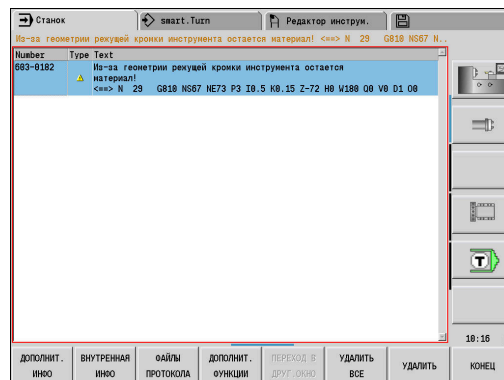 Станок
smart.Turn
Редактор инструм.
Из-за геометрии режущей кромки инструмента остается материал! <==> N 29 G810 NS67 N..
Number Type Text
603-0102 Из-за геометрии режущей кромки инструмента остается
материал!
<==> N 29 G810 NS67 NE73 P3 I0.5 K0.15 Z-72 H0 W180 Q0 V0 D1 O0
T
10:16
ДОПОЛНИТ. ИНФО
ВНУТРЕННАЯ ИНФО
ФАЙЛЫ ПРОТОКОЛА
ДОПОЛНИТ. ФУНКЦИИ
ПЕРЕХОД В ДРУГ.ОКНО
УДАЛИТЬ ВСЕ
УДАЛИТЬ
КОНЕЦ